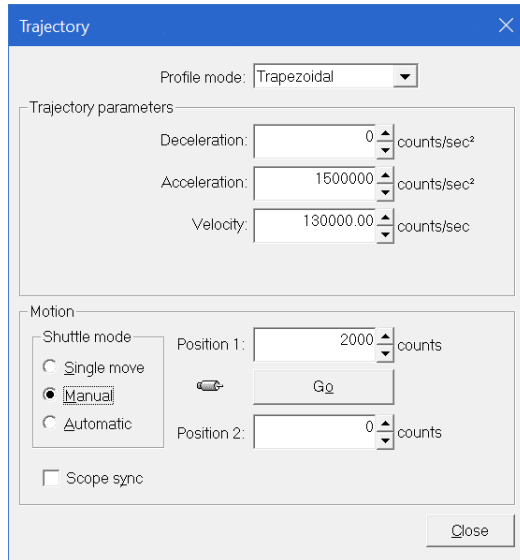 Trajectory
Profile mode: Trapezoidal
Trajectory parameters
Deceleration: 0 counts/sec²
Acceleration: 1500000 counts/sec²
Velocity: 130000.00 counts/sec
Motion
Shuttle mode
Single move
Manual
Automatic
Position 1: 2000 counts
Go
Position 2: 0 counts
Scope sync
Close